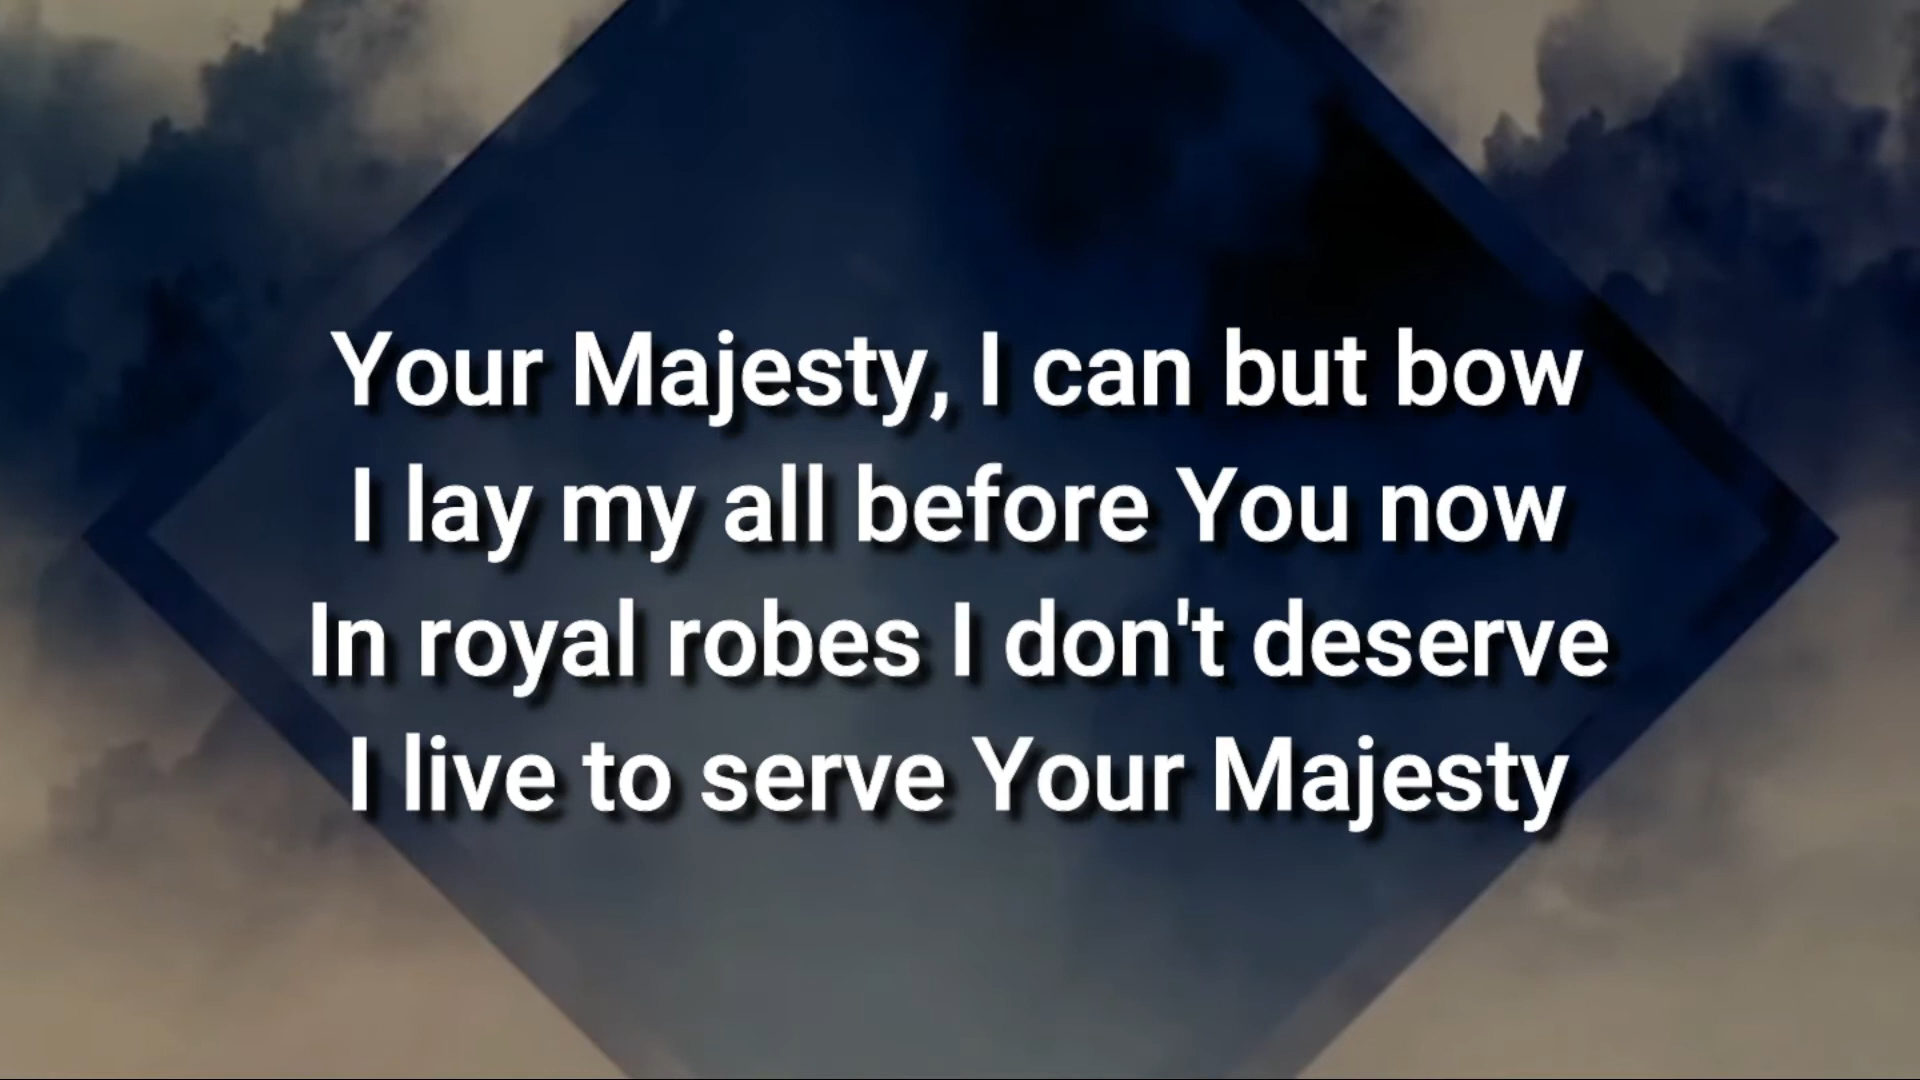 Your Majesty, I can but bow
I lay my all before You now
In royal robes I don't deserve
I live to serve Your Majesty